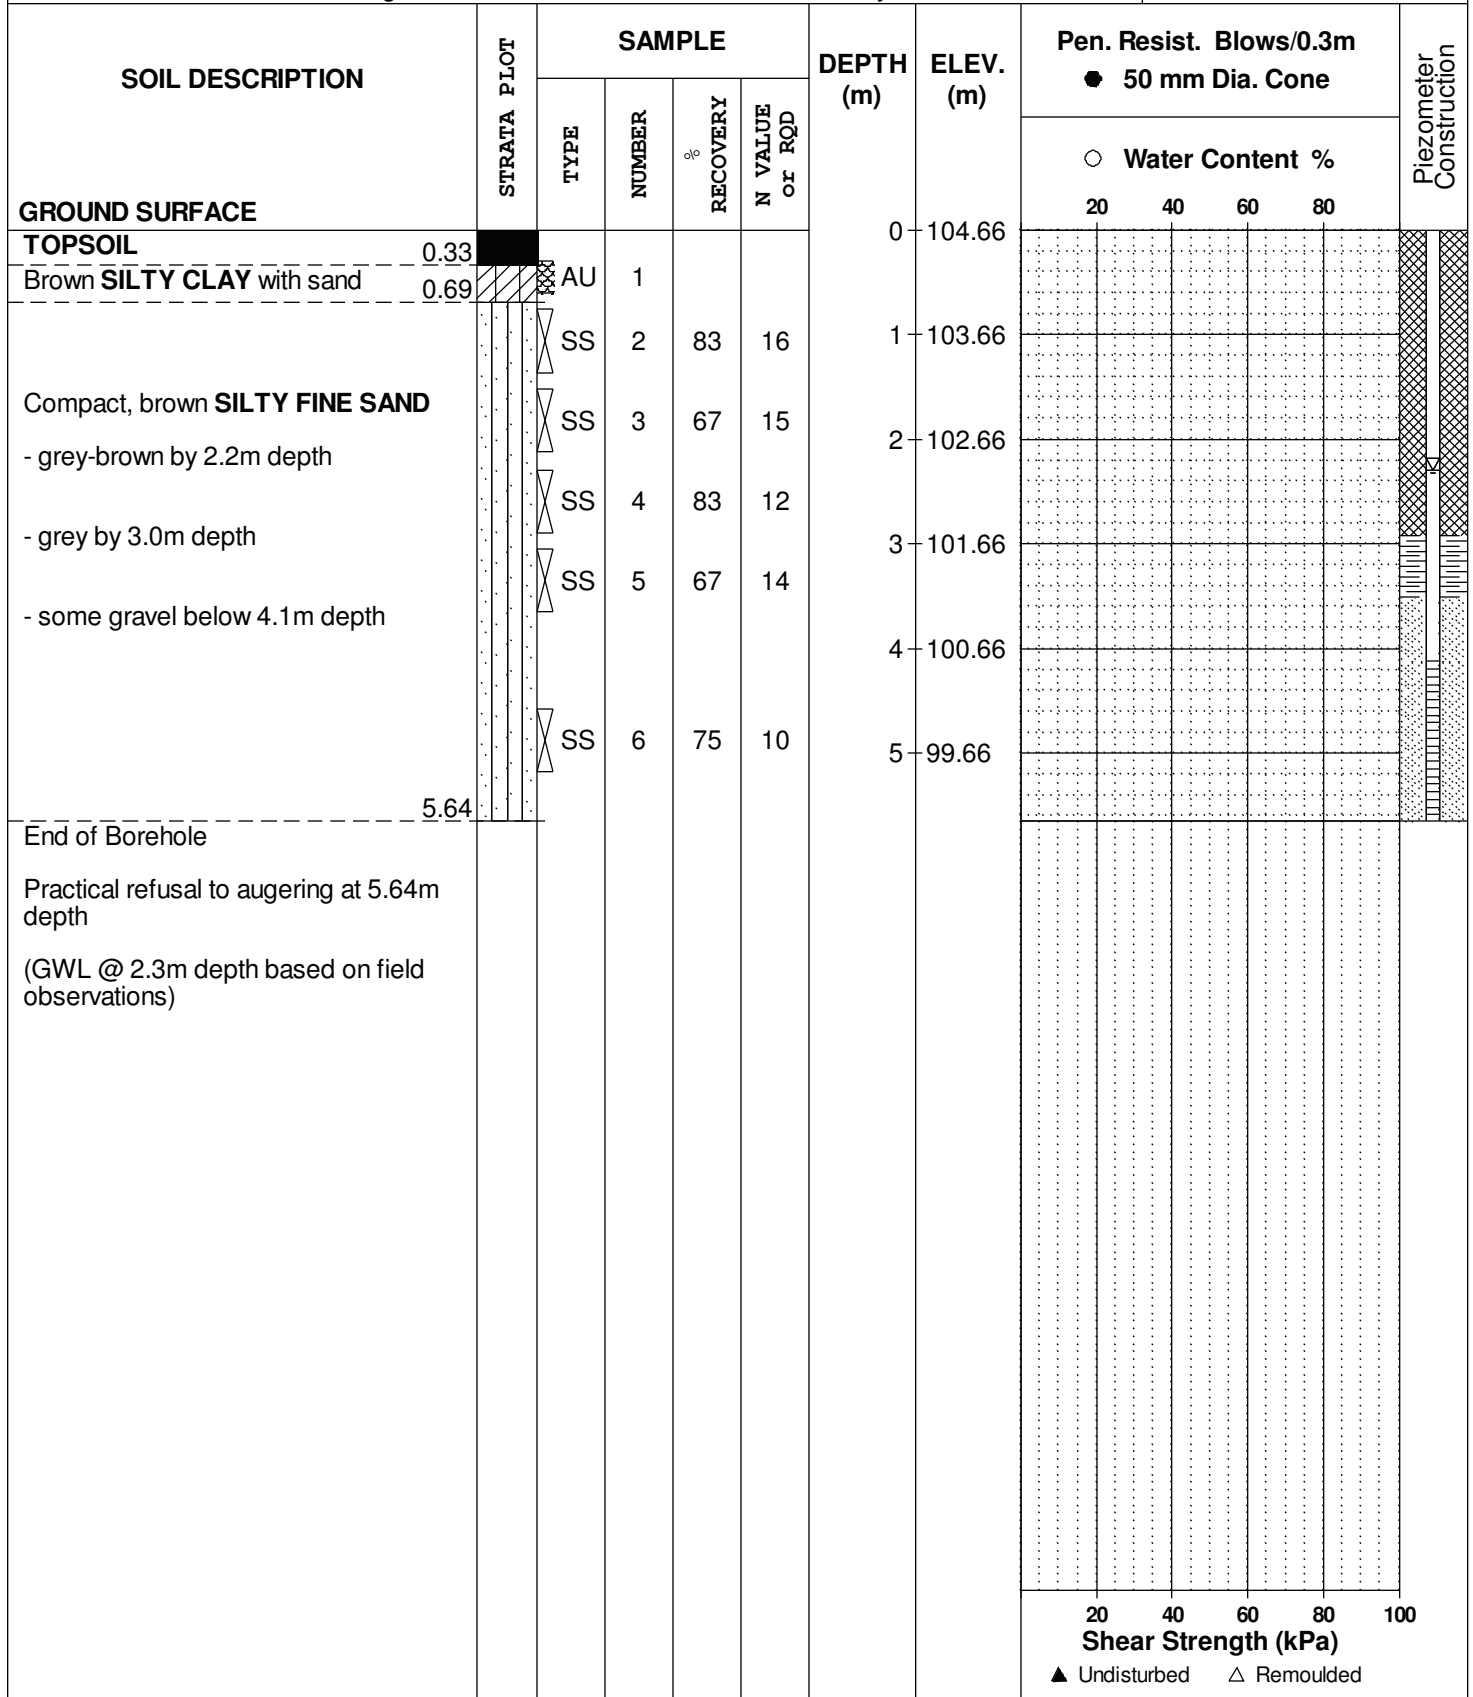 SOIL DESCRIPTION
GROUND SURFACE
STRATA PLOT
SAMPLE
TYPE
NUMBER
% RECOVERY
N VALUE or RQD
DEPTH (m)
ELEV. (m)
Pen. Resist. Blows/0.3m
● 50 mm Dia. Cone
○ Water Content %
20 40 60 80
Piezometer Construction
TOPSOIL 0.33
Brown SILTY CLAY with sand 0.69
Compact, brown SILTY FINE SAND
- grey-brown by 2.2m depth
- grey by 3.0m depth
- some gravel below 4.1m depth
5.64
End of Borehole
Practical refusal to augering at 5.64m
depth
(GWL @ 2.3m depth based on field
observations)
AU 1
SS 2 83 16
SS 3 67 15
SS 4 83 12
SS 5 67 14
SS 6 75 10
0 104.66
1 103.66
2 102.66
3 101.66
4 100.66
5 99.66
20 40 60 80 100
Shear Strength (kPa)
▲ Undisturbed △ Remoulded